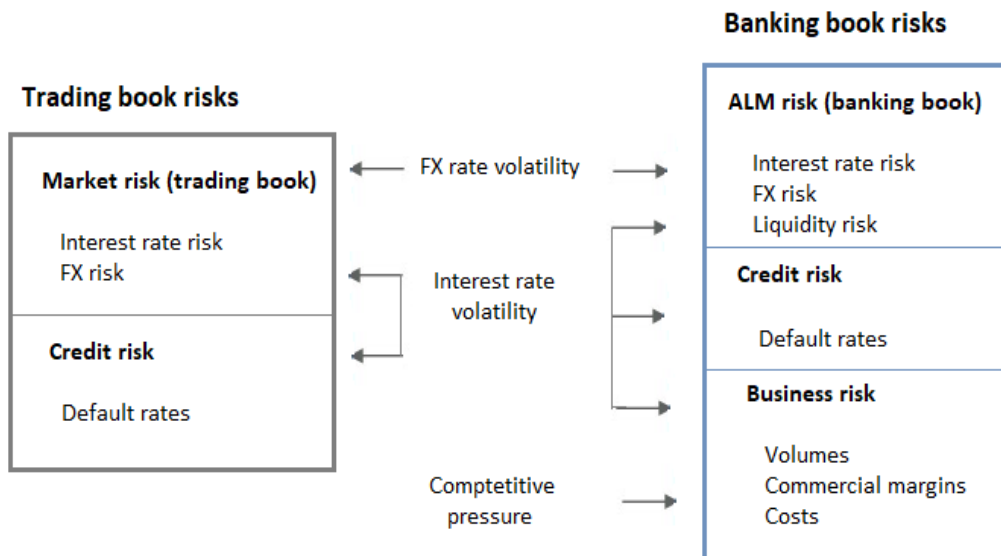 Banking book risks
Trading book risks
ALM risk (banking book)
FX rate volatility
Market risk (trading book)
Interest rate risk
FX risk
Liquidity risk
Interest rate risk
FX risk
Interest rate
volatility
Credit risk
Default rates
Credit risk
Default rates
Business risk
Volumes
Commercial margins
Costs
Comptetitive
pressure